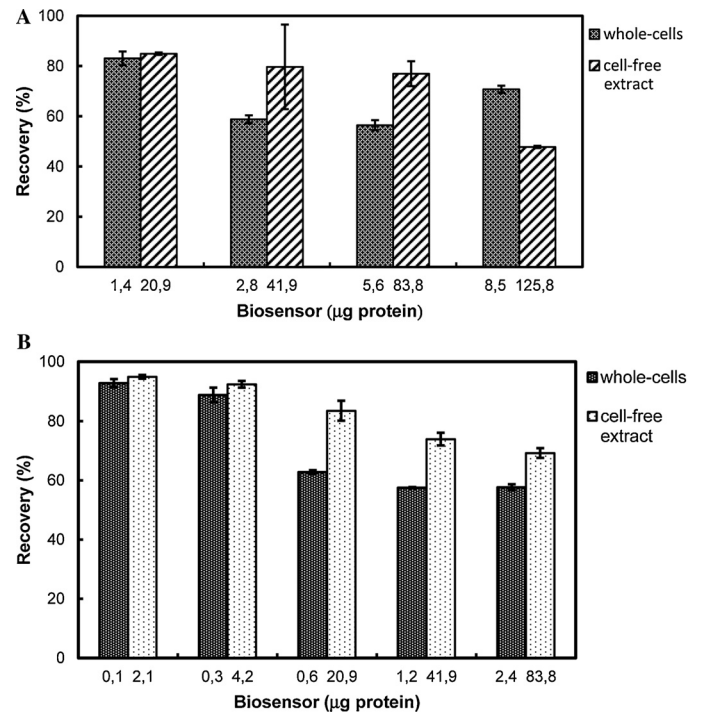 A
100
80
60
40
20
0
Recovery (%)
1,4 20,9 2,8 41,9 5,6 83,8 8,5 125,8
Biosensor (µg protein)
whole-cells
cell-free
extract
B
100
80
60
40
20
0
Recovery (%)
0,1 2,1 0,3 4,2 0,6 20,9 1,2 41,9 2,4 83,8
Biosensor (µg protein)
whole-cells
cell-free
extract